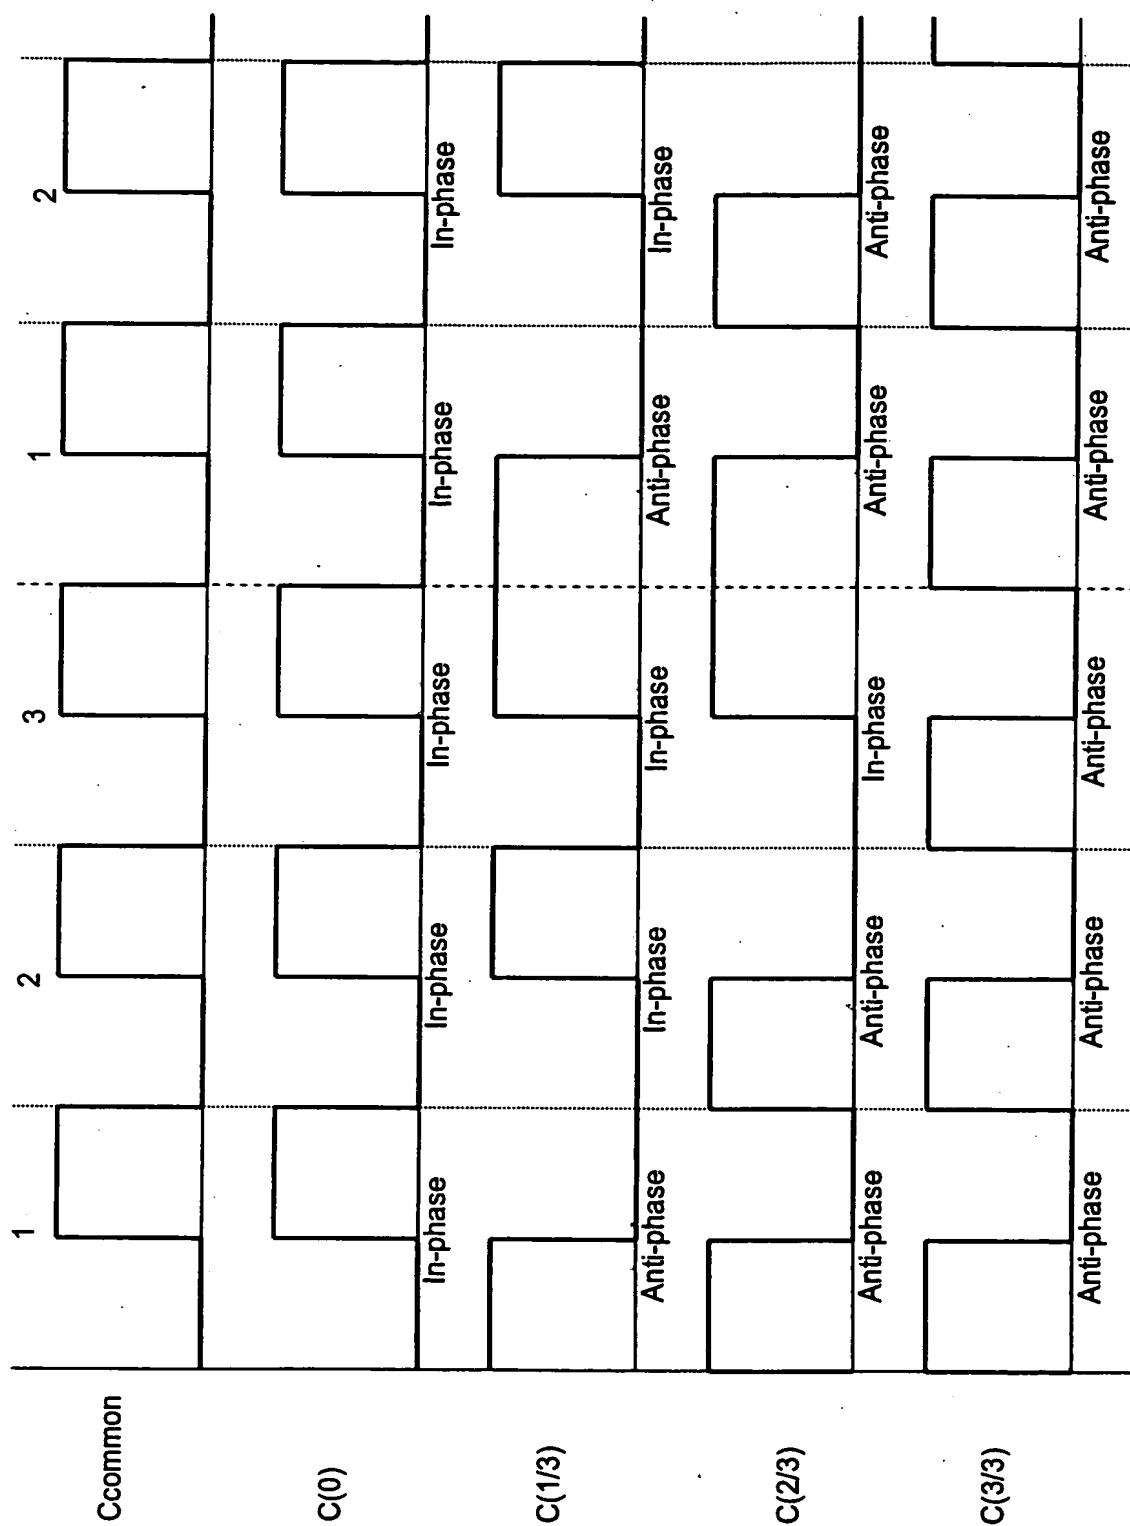 1 2 3 1 2
Ccommon
C(0)
In-phase In-phase In-phase In-phase In-phase
C(1/3)
Anti-phase In-phase In-phase Anti-phase In-phase
C(2/3)
Anti-phase Anti-phase In-phase Anti-phase Anti-phase
C(3/3)
Anti-phase Anti-phase Anti-phase Anti-phase Anti-phase